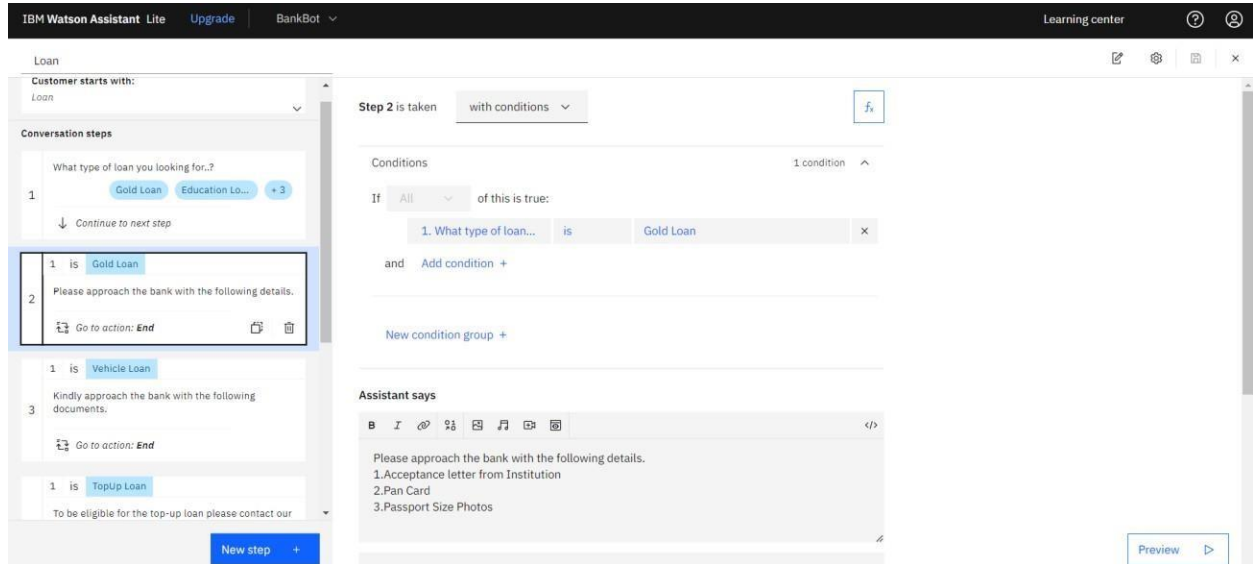 IBM Watson Assistant Lite Upgrade BankBot Learning center
Loan
Customer starts with:
Loan
Conversation steps
1
What type of loan you looking for..?
Gold Loan Education Lo... + 3
Continue to next step
2
1 is Gold Loan
Please approach the bank with the following details.
Go to action: End
3
1 is Vehicle Loan
Kindly approach the bank with the following
documents.
Go to action: End
1 is TopUp Loan
To be eligible for the top-up loan please contact our
New step +
Step 2 is taken with conditions fx
Conditions 1 condition
If All of this is true:
1. What type of loan... is Gold Loan
and Add condition +
New condition group +
Assistant says
B I </>
Please approach the bank with the following details.
1.Acceptance letter from Institution
2.Pan Card
3.Passport Size Photos
Preview